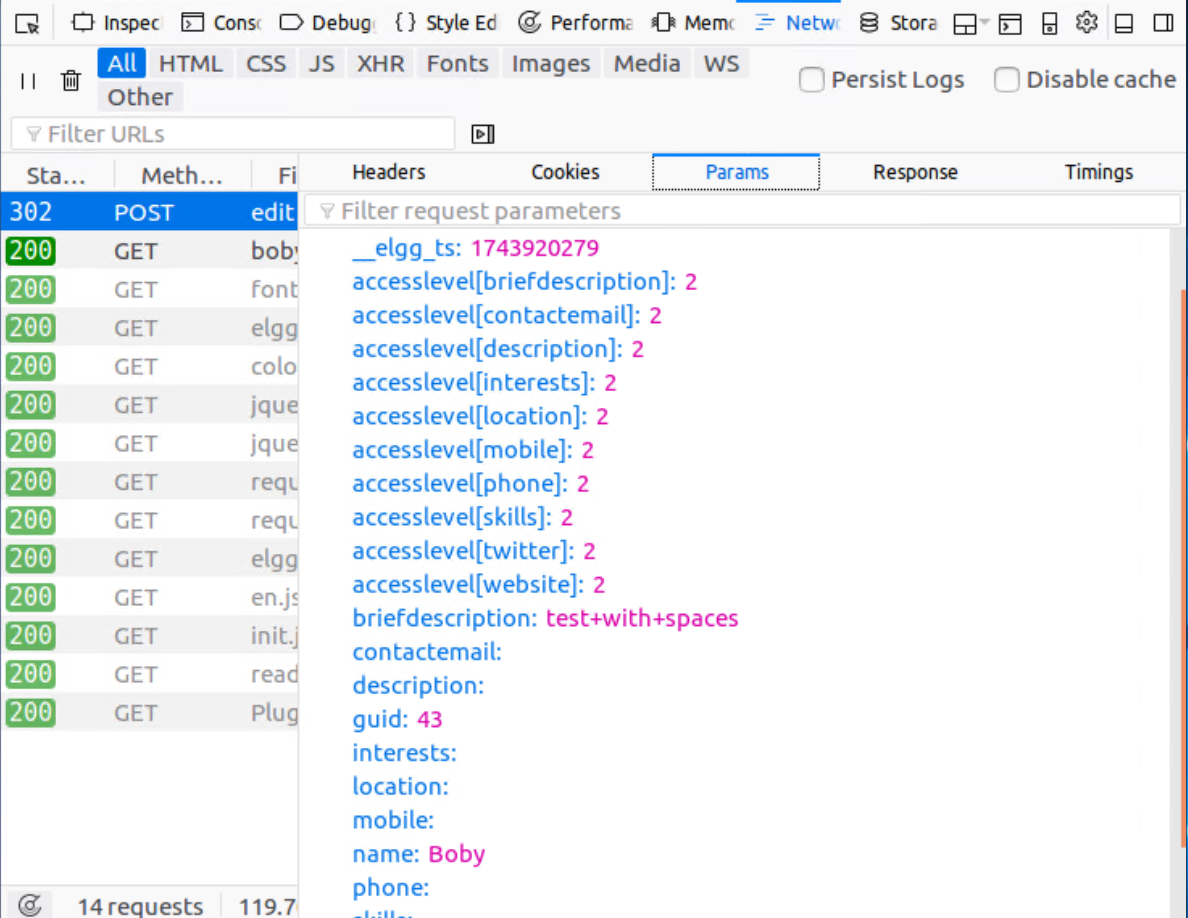 Inspec Conso Debug {} Style Ed Performa Memo Netwo Stora
All HTML CSS JS XHR Fonts Images Media WS
Other
Persist Logs Disable cache
Filter URLs
Sta... Meth... Fi
Headers Cookies Params Response Timings
Filter request parameters
302 POST edit
200 GET boby
200 GET font
200 GET elgg
200 GET colo
200 GET jque
200 GET jque
200 GET requ
200 GET requ
200 GET elgg
200 GET en.js
200 GET init.j
200 GET read
200 GET Plug
__elgg_ts: 1743920279
accesslevel[briefdescription]: 2
accesslevel[contactemail]: 2
accesslevel[description]: 2
accesslevel[interests]: 2
accesslevel[location]: 2
accesslevel[mobile]: 2
accesslevel[phone]: 2
accesslevel[skills]: 2
accesslevel[twitter]: 2
accesslevel[website]: 2
briefdescription: test+with+spaces
contactemail:
description:
guid: 43
interests:
location:
mobile:
name: Boby
phone:
skills:
14 requests 119.7